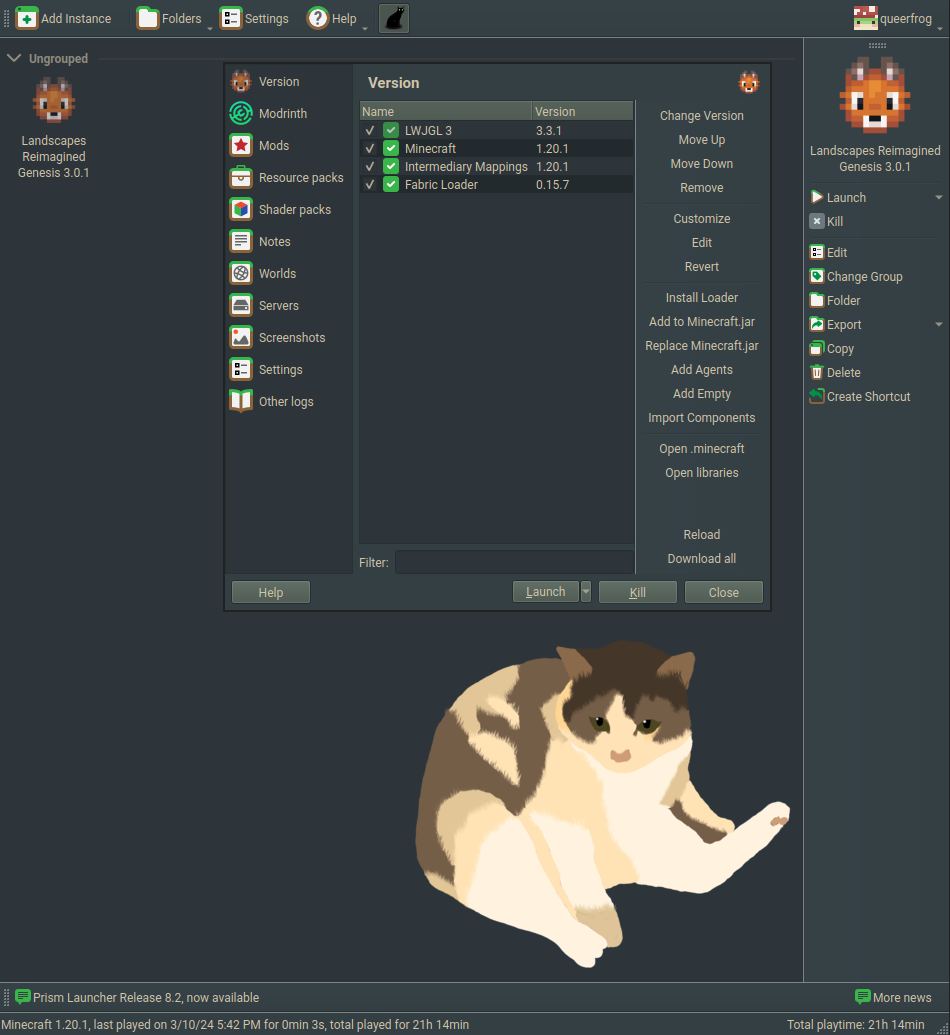 Add Instance
Folders
Settings
Help
queerfrog
Ungrouped
Landscapes
Reimagined
Genesis 3.0.1
Version
Modrinth
Mods
Resource packs
Shader packs
Notes
Worlds
Servers
Screenshots
Settings
Other logs
Version
Name Version
LWJGL 3 3.3.1
Minecraft 1.20.1
Intermediary Mappings 1.20.1
Fabric Loader 0.15.7
Filter:
Change Version
Move Up
Move Down
Remove
Customize
Edit
Revert
Install Loader
Add to Minecraft.jar
Replace Minecraft.jar
Add Agents
Add Empty
Import Components
Open .minecraft
Open libraries
Reload
Download all
Help
Launch
Kill
Close
Landscapes Reimagined
Genesis 3.0.1
Launch
Kill
Edit
Change Group
Folder
Export
Copy
Delete
Create Shortcut
Prism Launcher Release 8.2, now available
More news
Minecraft 1.20.1, last played on 3/10/24 5:42 PM for 0min 3s, total played for 21h 14min
Total playtime: 21h 14min